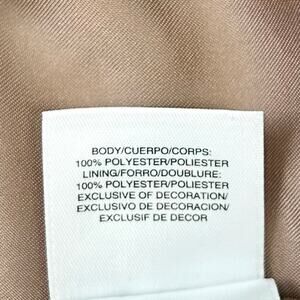 BODY/CUERPO/CORPS:
100% POLYESTER/POLIESTER
LINING/FORRO/DOUBLURE:
100% POLYESTER/POLIESTER
EXCLUSIVE OF DECORATION/
EXCLUSIVO DE DECORACION/
EXCLUSIF DE DECOR